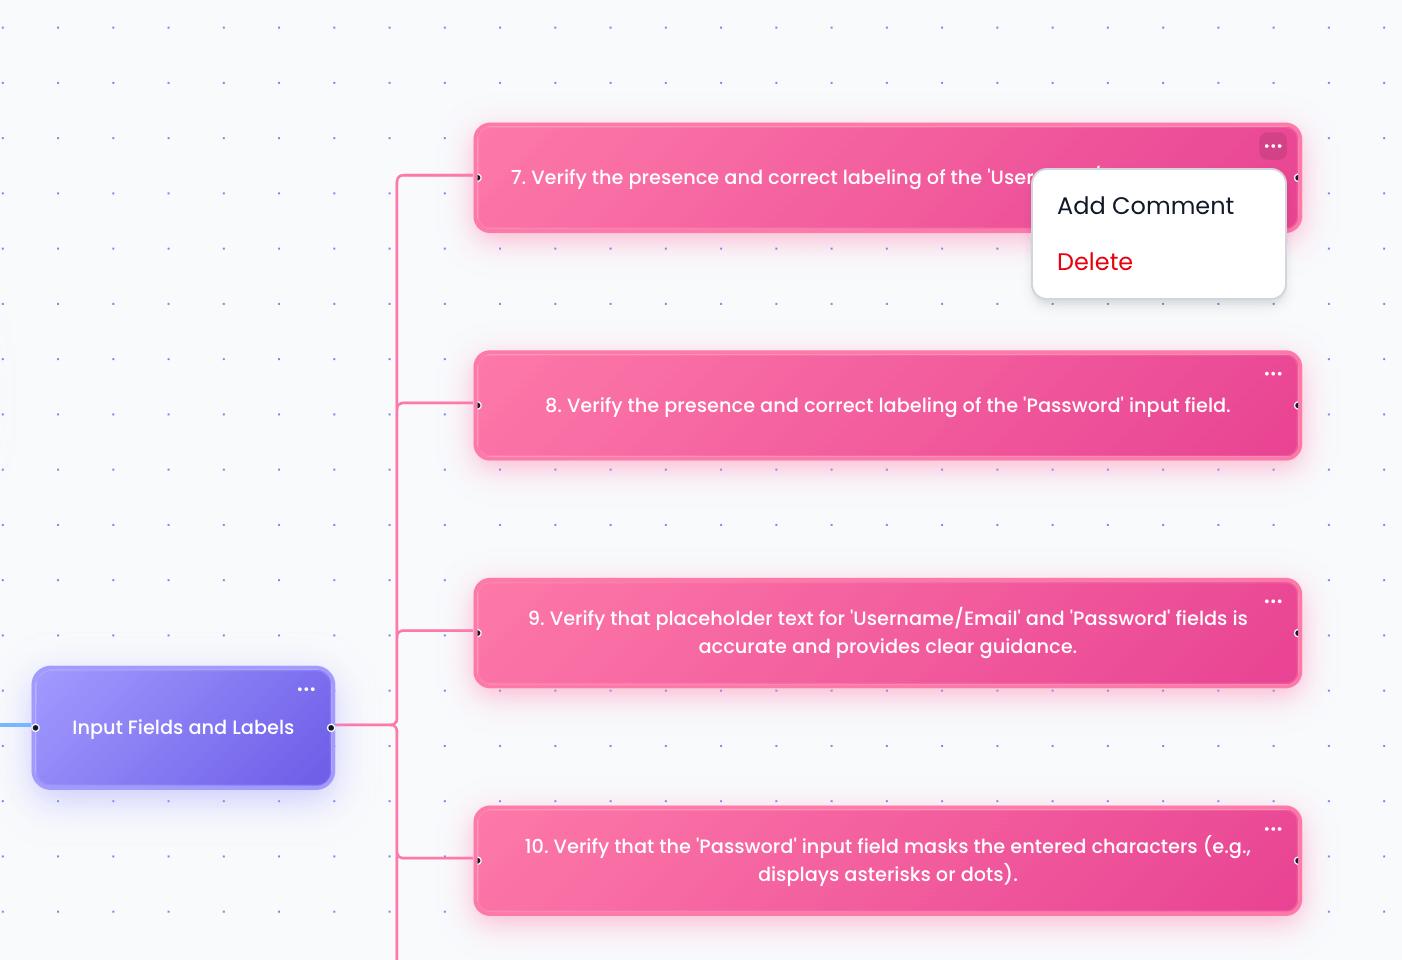 7. Verify the presence and correct labeling of the 'User
Add Comment
Delete
8. Verify the presence and correct labeling of the 'Password' input field.
9. Verify that placeholder text for 'Username/Email' and 'Password' fields is
accurate and provides clear guidance.
Input Fields and Labels
10. Verify that the 'Password' input field masks the entered characters (e.g.,
displays asterisks or dots).